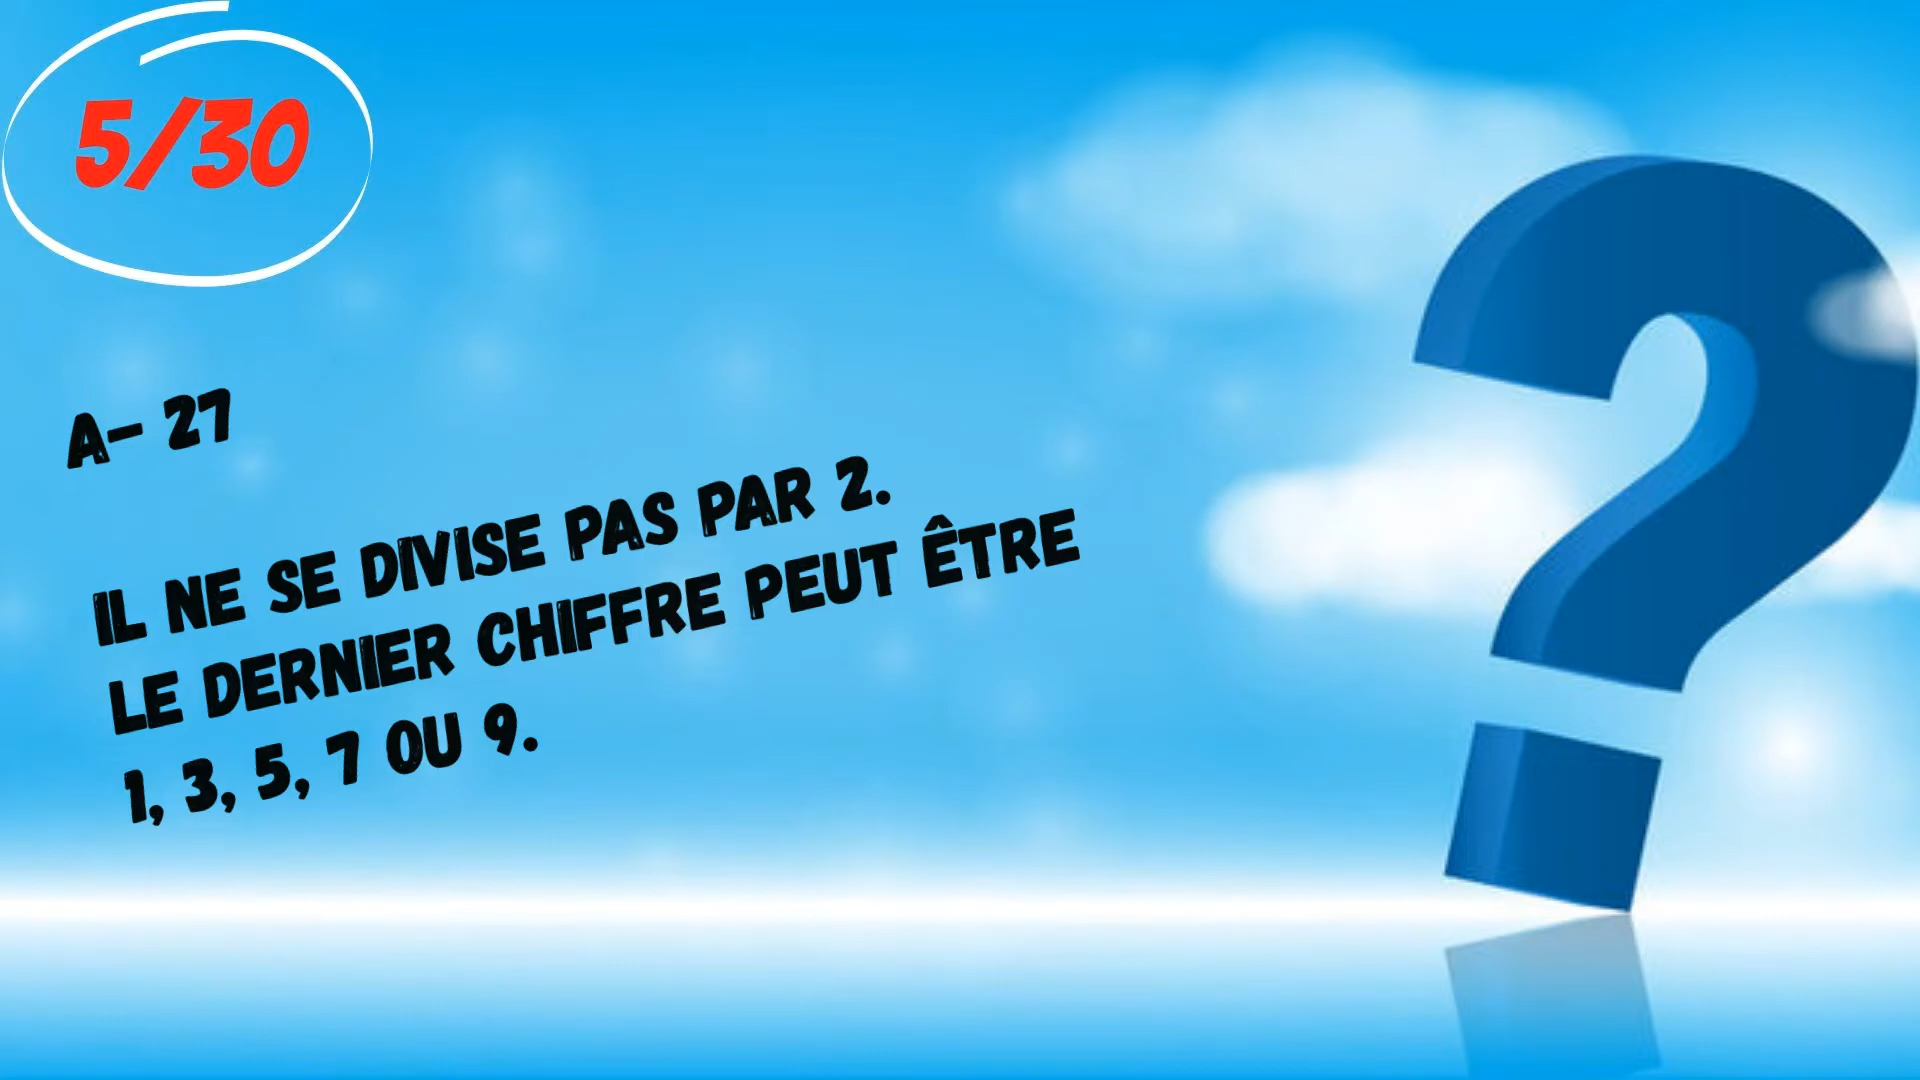 5/30
A- 27
IL NE SE DIVISE PAS PAR 2.
LE DERNIER CHIFFRE PEUT ÊTRE
1, 3, 5, 7 OU 9.